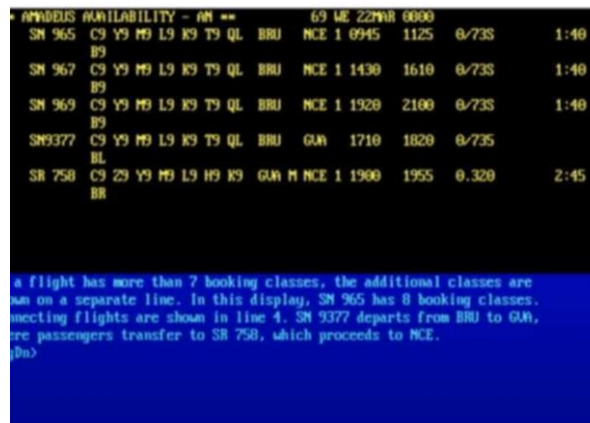 * AMADEUS AVAILABILITY - AN ** 69 WE 22MAR 0000
SN 965 C9 Y9 M9 L9 K9 T9 QL BRU NCE 1 0945 1125 0/73S 1:40
B9
SN 967 C9 Y9 M9 L9 K9 T9 QL BRU NCE 1 1430 1610 0/73S 1:40
B9
SN 969 C9 Y9 M9 L9 K9 T9 QL BRU NCE 1 1920 2100 0/73S 1:40
B9
SN9377 C9 Y9 M9 L9 K9 T9 QL BRU GVA 1710 1820 0/735
BL
SR 758 C9 Z9 Y9 M9 L9 H9 K9 GVA M NCE 1 1900 1955 0.320 2:45
BR
a flight has more than 7 booking classes, the additional classes are
own on a separate line. In this display, SN 965 has 8 booking classes.
nnecting flights are shown in line 4. SN 9377 departs from BRU to GVA,
ere passengers transfer to SR 758, which proceeds to NCE.
gDn>